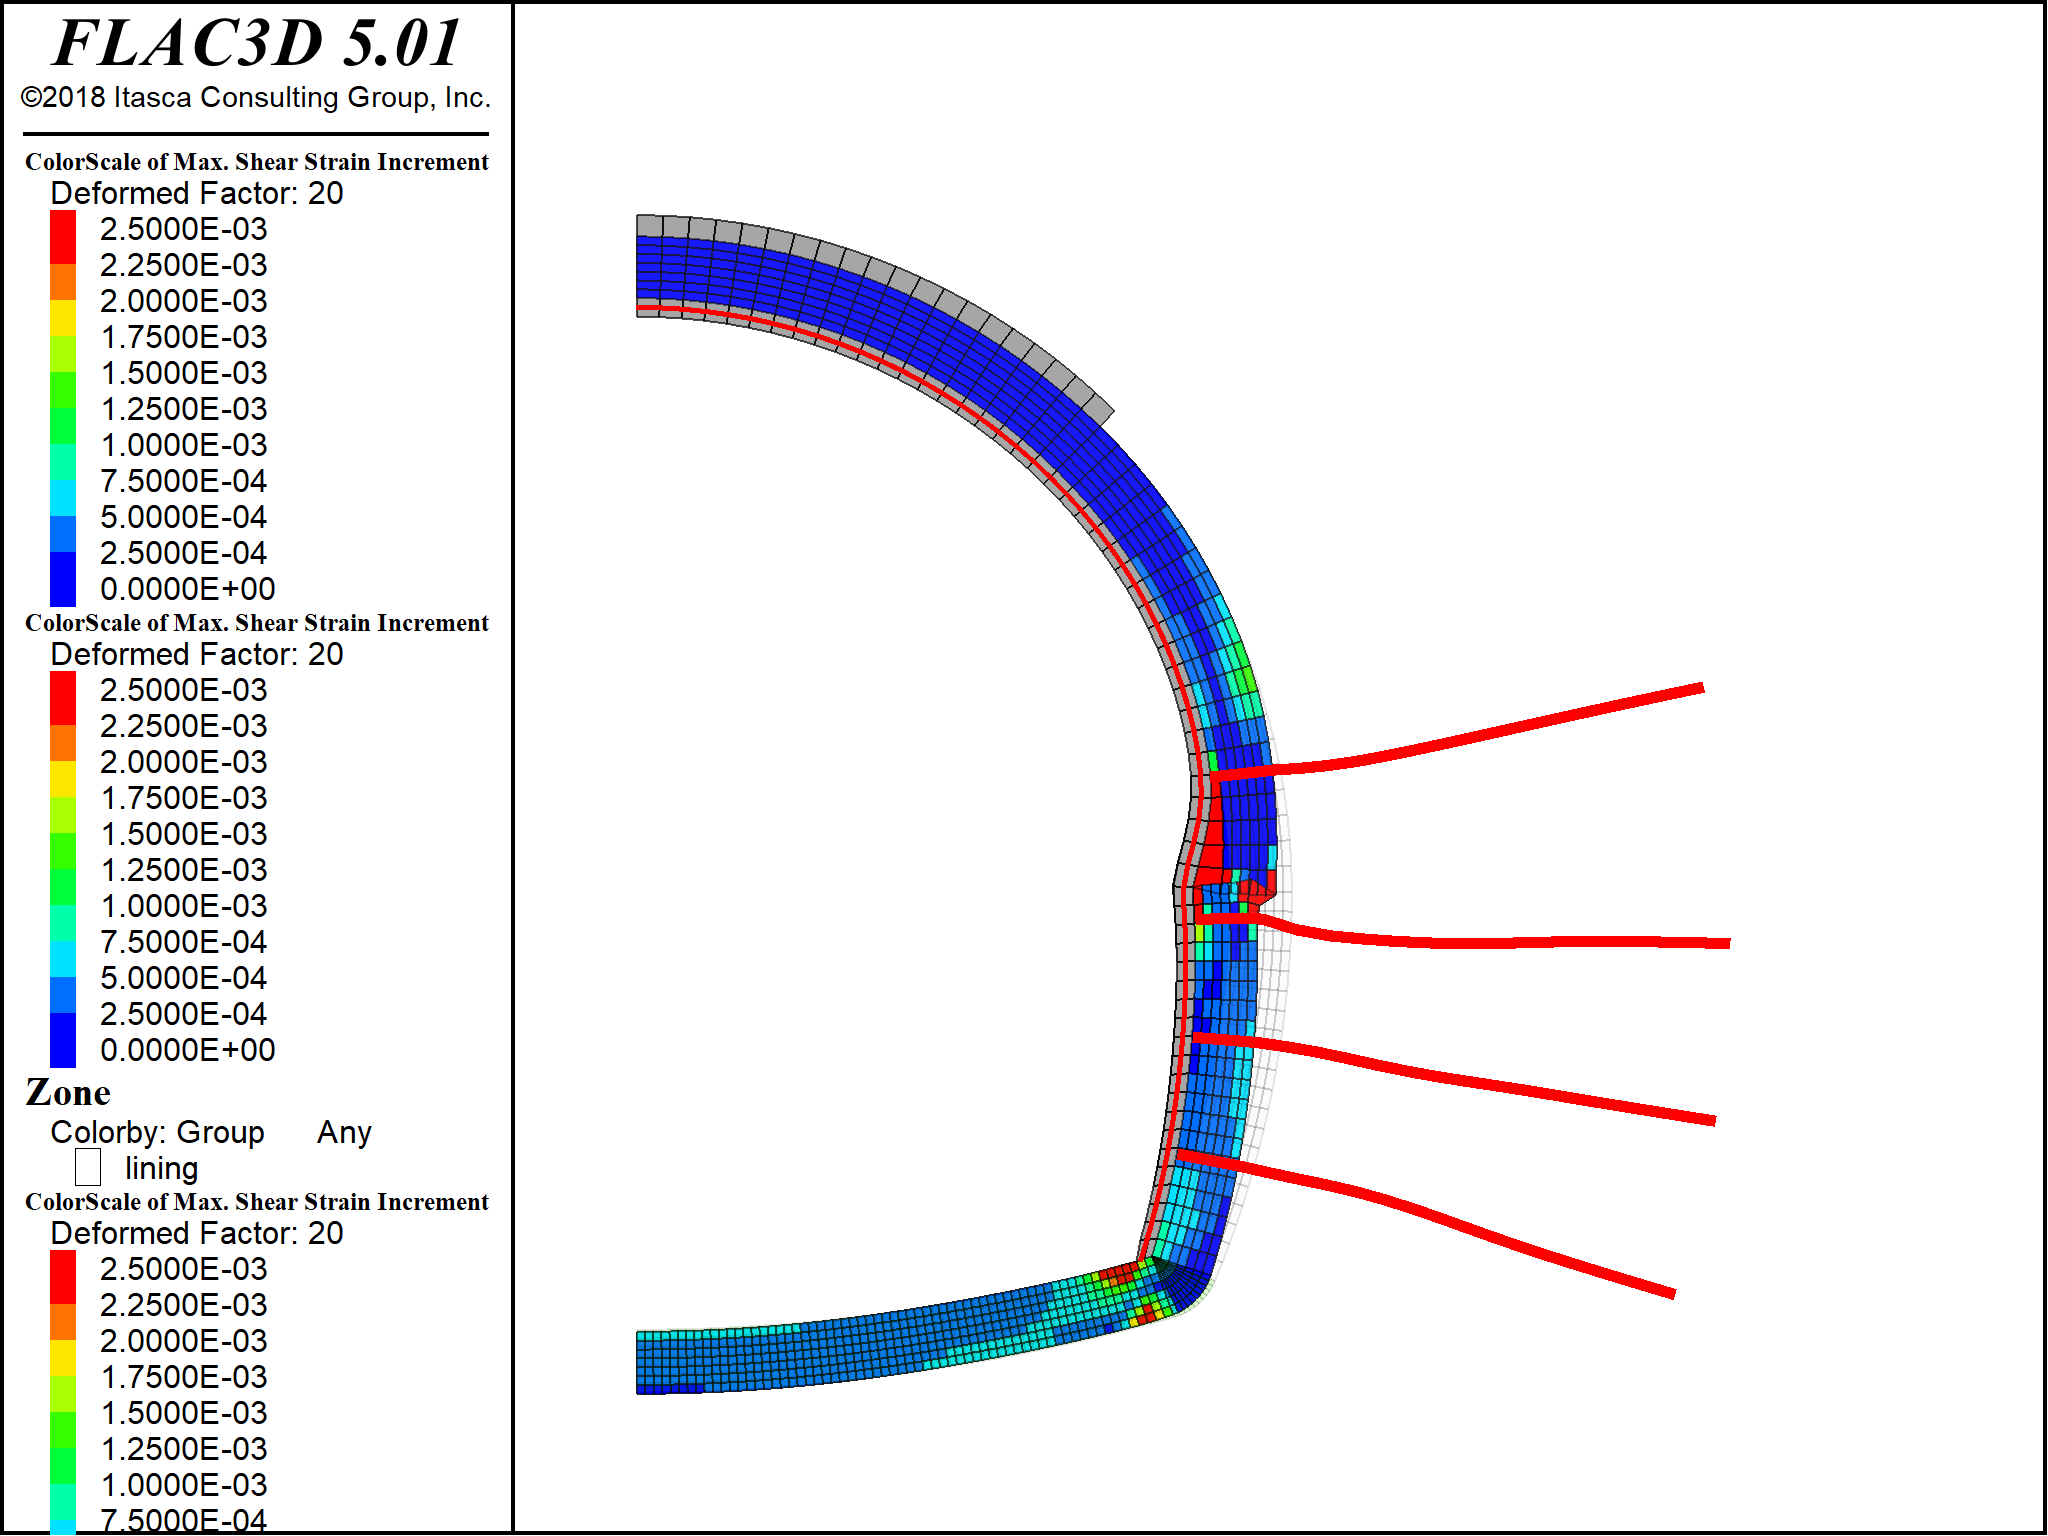 FLAC3D 5.01
©2018 Itasca Consulting Group, Inc.
ColorScale of Max. Shear Strain Increment
Deformed Factor: 20
2.5000E-03
2.2500E-03
2.0000E-03
1.7500E-03
1.5000E-03
1.2500E-03
1.0000E-03
7.5000E-04
5.0000E-04
2.5000E-04
0.0000E+00
ColorScale of Max. Shear Strain Increment
Deformed Factor: 20
2.5000E-03
2.2500E-03
2.0000E-03
1.7500E-03
1.5000E-03
1.2500E-03
1.0000E-03
7.5000E-04
5.0000E-04
2.5000E-04
0.0000E+00
Zone
Colorby: Group Any
lining
ColorScale of Max. Shear Strain Increment
Deformed Factor: 20
2.5000E-03
2.2500E-03
2.0000E-03
1.7500E-03
1.5000E-03
1.2500E-03
1.0000E-03
7.5000E-04